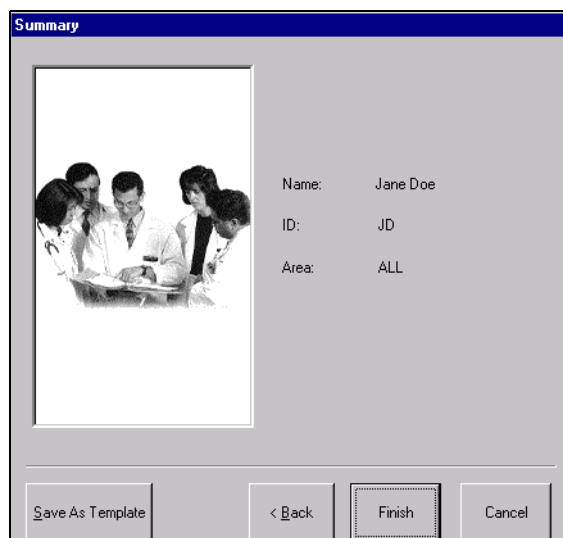 Summary
Name: Jane Doe
ID: JD
Area: ALL
Save As Template
< Back
Finish
Cancel